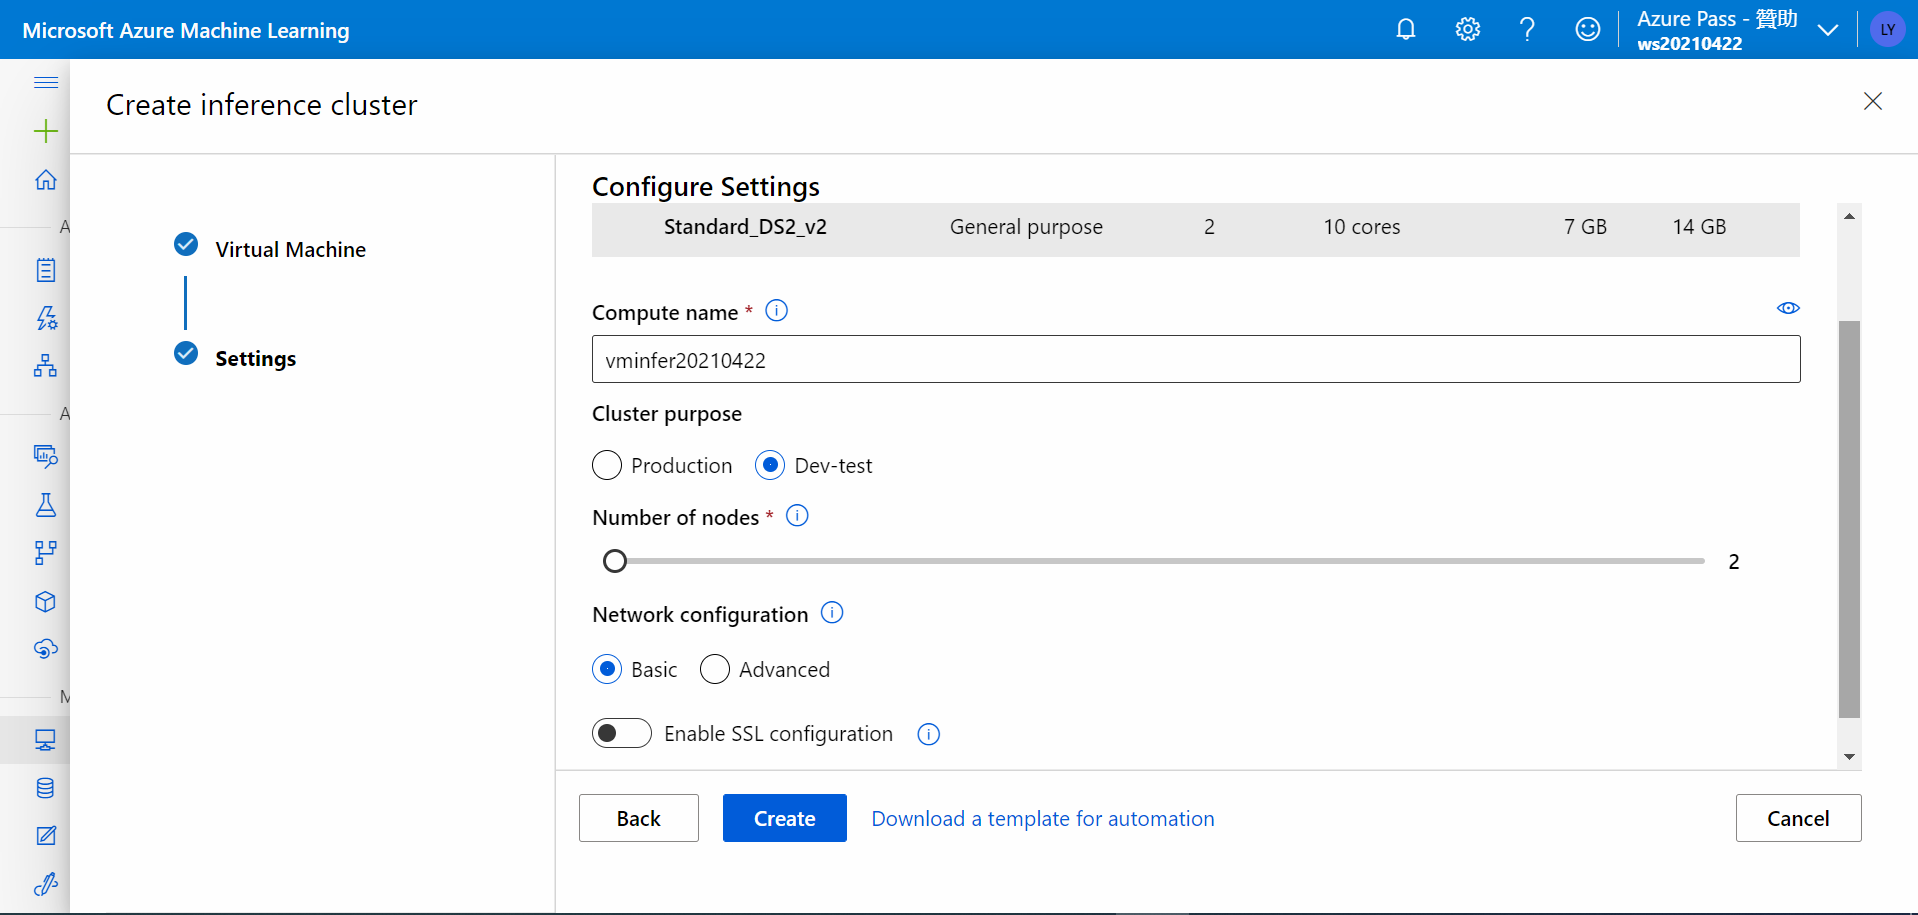 Microsoft Azure Machine Learning
Azure Pass - 贊助
ws20210422
LY
Create inference cluster
Virtual Machine
Settings
Configure Settings
Standard_DS2_v2 General purpose 2 10 cores 7 GB 14 GB
Compute name *
vminfer20210422
Cluster purpose
Production Dev-test
Number of nodes *
2
Network configuration
Basic Advanced
Enable SSL configuration
Back Create Download a template for automation Cancel